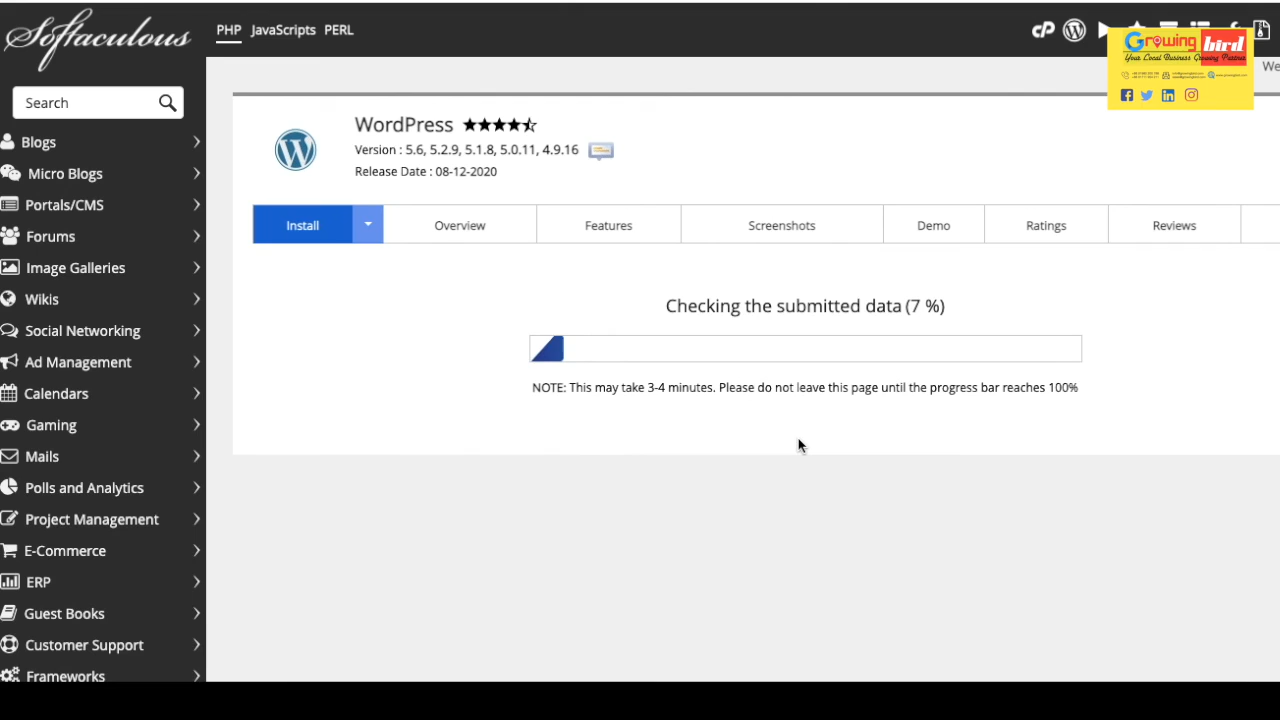 Softaculous
PHP JavaScripts PERL
cP
Growing bird
Your Local Business Growing Partner
We
Search
Blogs
Micro Blogs
Portals/CMS
Forums
Image Galleries
Wikis
Social Networking
Ad Management
Calendars
Gaming
Mails
Polls and Analytics
Project Management
E-Commerce
ERP
Guest Books
Customer Support
Frameworks
WordPress
Version : 5.6, 5.2.9, 5.1.8, 5.0.11, 4.9.16
Release Date : 08-12-2020
Install Overview Features Screenshots Demo Ratings Reviews
Checking the submitted data (7 %)
NOTE: This may take 3-4 minutes. Please do not leave this page until the progress bar reaches 100%